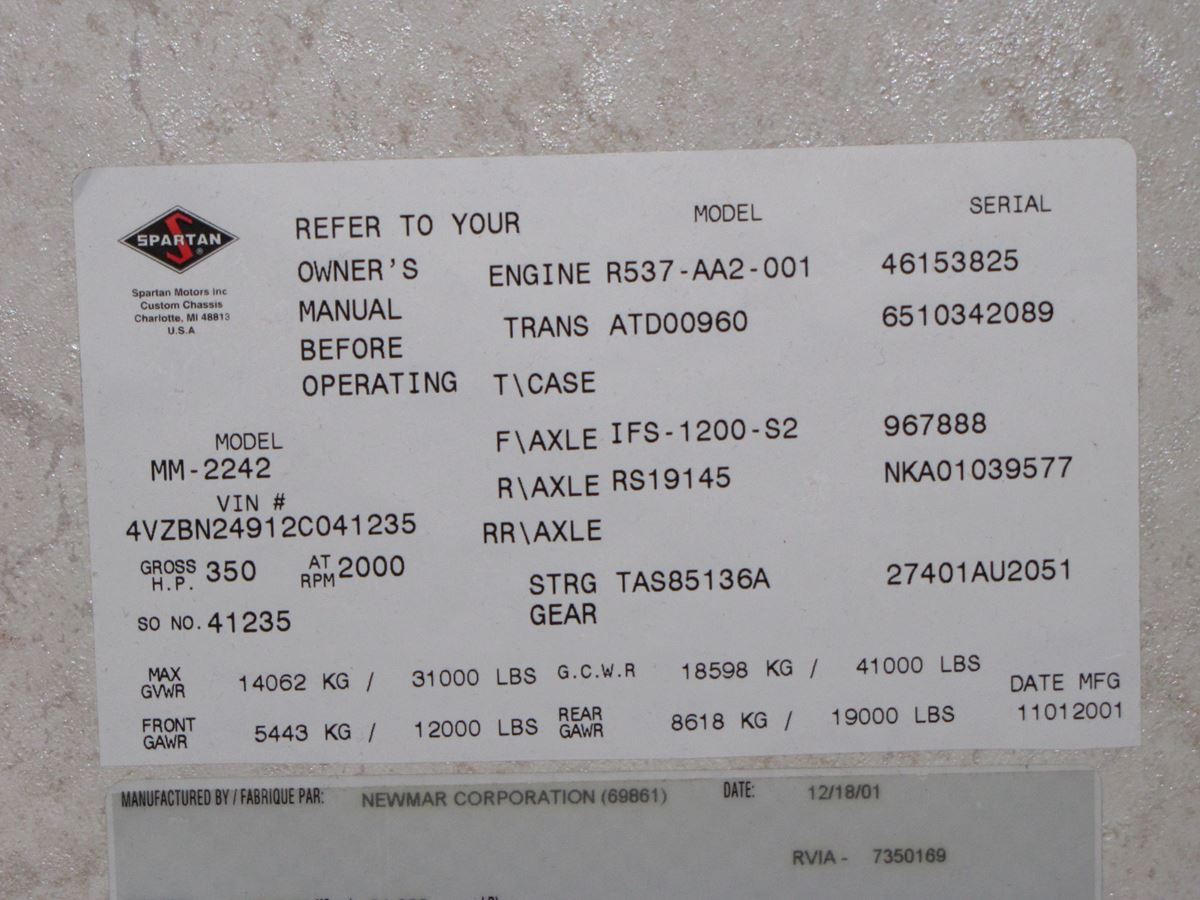 SPARTAN ®
Spartan Motors Inc
Custom Chassis
Charlotte, MI 48813
U.S.A
REFER TO YOUR
OWNER'S
MANUAL
BEFORE
OPERATING
MODEL SERIAL
ENGINE R537-AA2-001 46153825
TRANS ATD00960 6510342089
T\CASE
F\AXLE IFS-1200-S2 967888
R\AXLE RS19145 NKA01039577
RR\AXLE
STRG GEAR TAS85136A 27401AU2051
MODEL
MM-2242
VIN #
4VZBN24912C041235
GROSS H.P. 350 AT RPM 2000
SO NO. 41235
MAX GVWR 14062 KG / 31000 LBS G.C.W.R 18598 KG / 41000 LBS
FRONT GAWR 5443 KG / 12000 LBS REAR GAWR 8618 KG / 19000 LBS
DATE MFG
11012001
MANUFACTURED BY / FABRIQUE PAR: NEWMAR CORPORATION (69861) DATE: 12/18/01
RVIA - 7350169